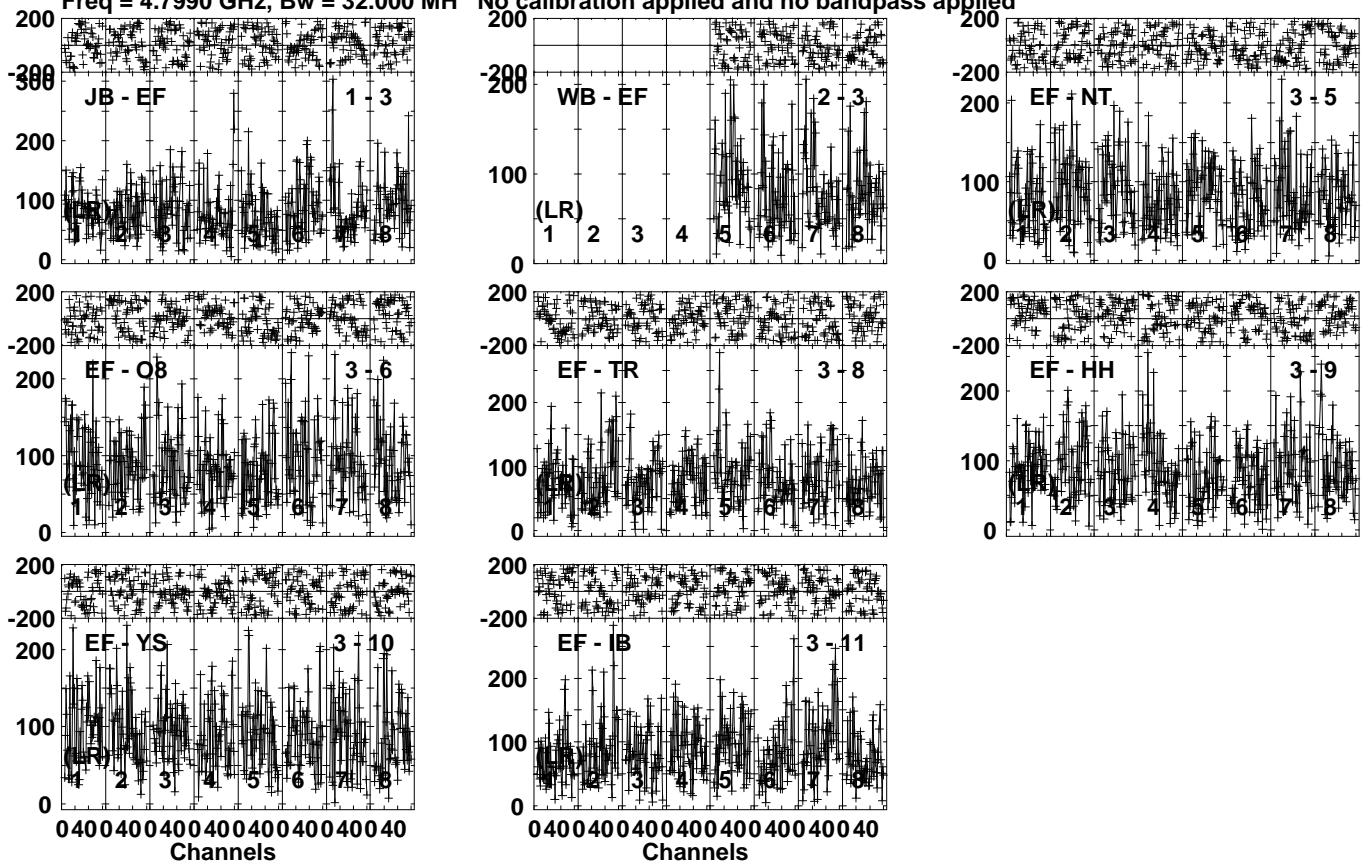 Freq = 4.7990 GHz, Bw = 32.000 MH No calibration applied and no bandpass applied
200
-200
300
200
100
0
JB - EF 1 - 3
(LR)
1 2 3 4 5 6 7 8
200
-200
200
100
0
WB - EF 2 - 3
(LR)
1 2 3 4 5 6 7 8
200
-200
200
100
0
EF - NT 3 - 5
(LR)
1 2 3 4 5 6 7 8
200
-200
200
100
0
EF - O8 3 - 6
(LR)
1 2 3 4 5 6 7 8
200
-200
200
100
0
EF - TR 3 - 8
(LR)
1 2 3 4 5 6 7 8
200
-200
200
100
0
EF - HH 3 - 9
(LR)
1 2 3 4 5 6 7 8
200
-200
200
100
0
EF - YS 3 - 10
(LR)
1 2 3 4 5 6 7 8
0 40 0 40 0 40 0 40 0 40 0 40 0 40 0 40
Channels
200
-200
200
100
0
EF - IB 3 - 11
(LR)
1 2 3 4 5 6 7 8
0 40 0 40 0 40 0 40 0 40 0 40 0 40 0 40
Channels